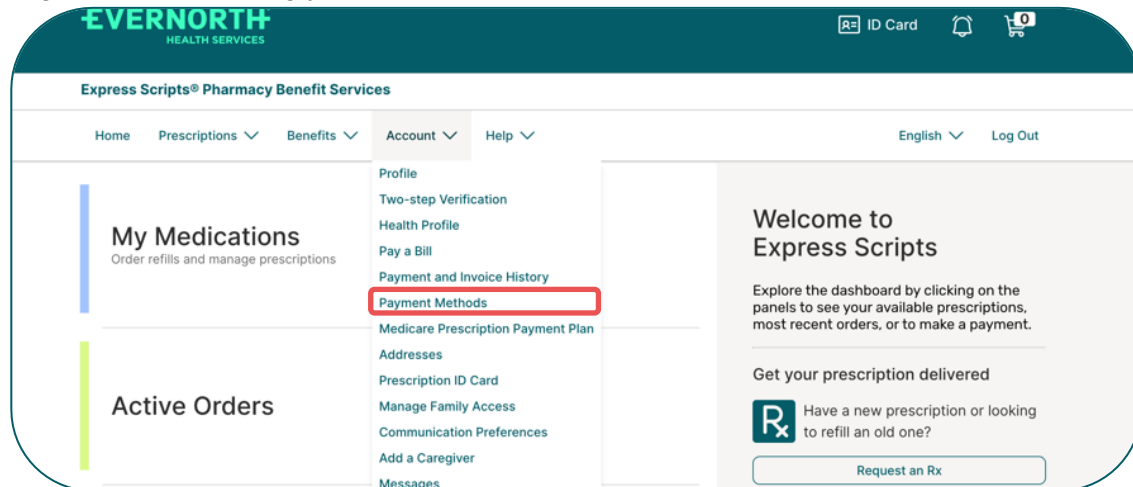 EVERNORTH
HEALTH SERVICES
ID Card
0
Express Scripts® Pharmacy Benefit Services
Home Prescriptions Benefits Account Help English Log Out
Profile
Two-step Verification
Health Profile
Pay a Bill
Payment and Invoice History
Payment Methods
Medicare Prescription Payment Plan
Addresses
Prescription ID Card
Manage Family Access
Communication Preferences
Add a Caregiver
Messages
My Medications
Order refills and manage prescriptions
Active Orders
Welcome to
Express Scripts
Explore the dashboard by clicking on the
panels to see your available prescriptions,
most recent orders, or to make a payment.
Get your prescription delivered
Rx
Have a new prescription or looking
to refill an old one?
Request an Rx